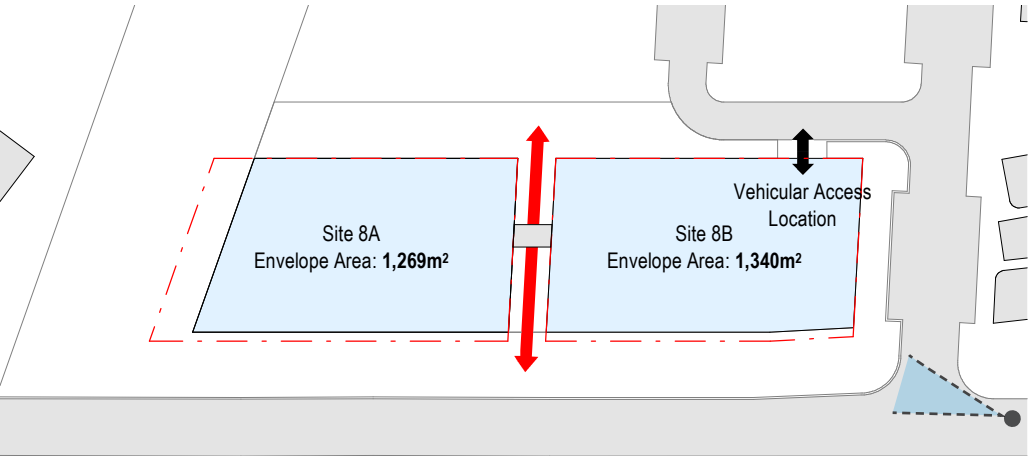 Vehicular Access
Location
Site 8A
Envelope Area: 1,269m²
Site 8B
Envelope Area: 1,340m²